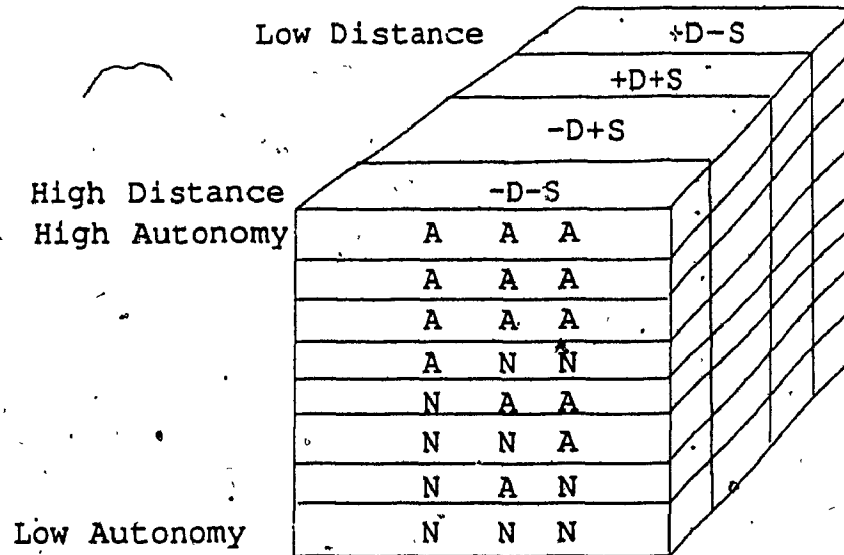 Low Distance +D-S
+D+S
-D+S
High Distance -D-S
High Autonomy A A A
A A A
A A A
A N N
N A A
N N A
N A N
Low Autonomy N N N